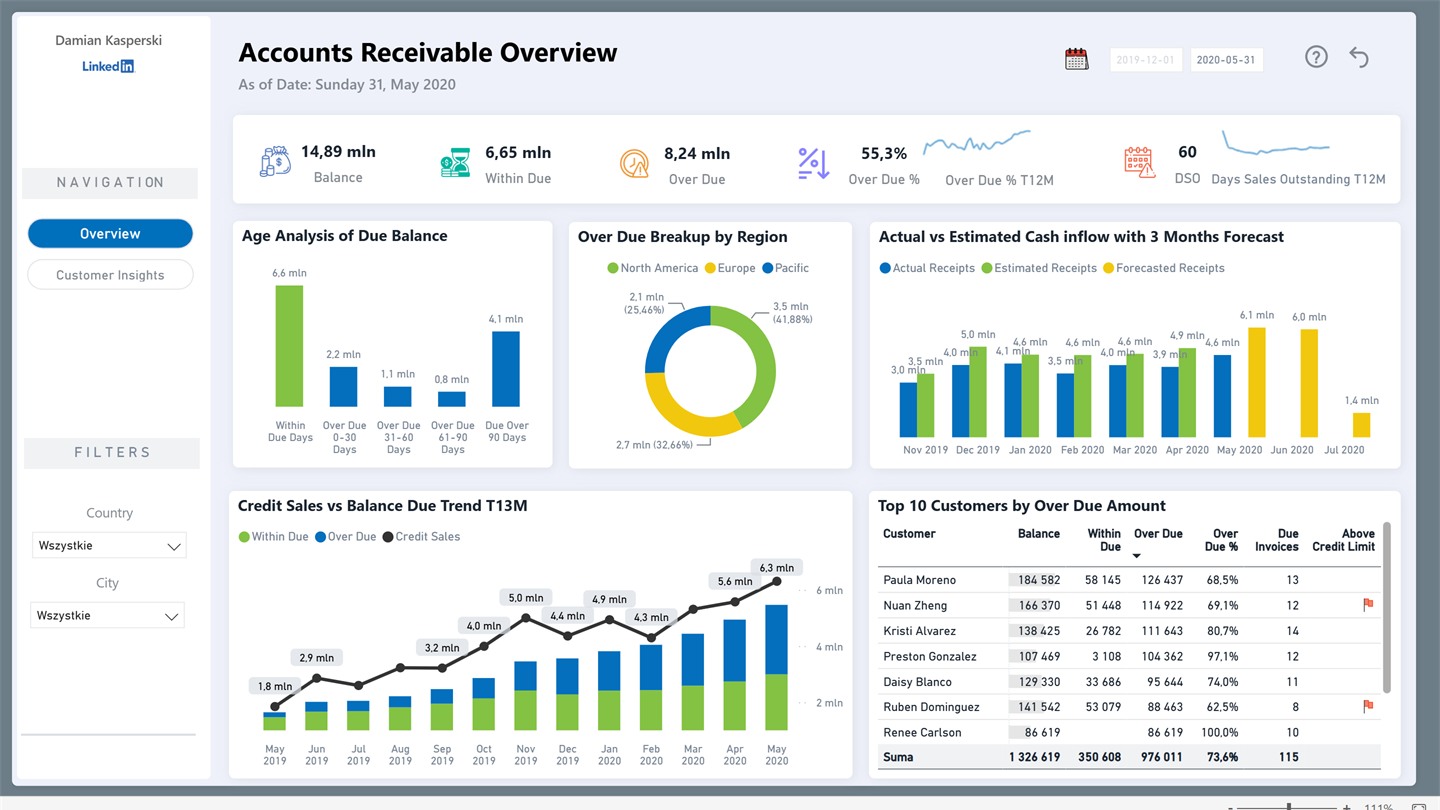 Damian Kasperski
LinkedIn
NAVIGATION
Overview
Customer Insights
FILTERS
Country
Wszystkie
City
Wszystkie
Accounts Receivable Overview
As of Date: Sunday 31, May 2020
2019-12-01
2020-05-31
?
14,89 mln
Balance
6,65 mln
Within Due
8,24 mln
Over Due
55,3%
Over Due %
Over Due % T12M
60
DSO
Days Sales Outstanding T12M
Age Analysis of Due Balance
6,6 mln
2,2 mln
1,1 mln
0,8 mln
4,1 mln
Within Due Days
Over Due 0-30 Days
Over Due 31-60 Days
Over Due 61-90 Days
Due Over 90 Days
Over Due Breakup by Region
North America Europe Pacific
2,1 mln
(25,46%)
3,5 mln
(41,88%)
2,7 mln (32,66%)
Actual vs Estimated Cash inflow with 3 Months Forecast
Actual Receipts Estimated Receipts Forecasted Receipts
3,0 mln
3,5 mln
4,0 mln
5,0 mln
4,1 mln
4,6 mln
3,5 mln
4,6 mln
4,0 mln
4,6 mln
3,9 mln
4,9 mln
4,6 mln
6,1 mln
6,0 mln
1,4 mln
Nov 2019 Dec 2019 Jan 2020 Feb 2020 Mar 2020 Apr 2020 May 2020 Jun 2020 Jul 2020
Credit Sales vs Balance Due Trend T13M
Within Due Over Due Credit Sales
1,8 mln
2,9 mln
3,2 mln
4,0 mln
5,0 mln
4,4 mln
4,9 mln
4,3 mln
5,6 mln
6,3 mln
6 mln
4 mln
2 mln
May Jun Jul Aug Sep Oct Nov Dec Jan Feb Mar Apr May
2019 2019 2019 2019 2019 2019 2019 2019 2020 2020 2020 2020 2020
Top 10 Customers by Over Due Amount
Customer Balance Within Due Over Due Over Due % Due Invoices Above Credit Limit
Paula Moreno 184 582 58 145 126 437 68,5% 13
Nuan Zheng 166 370 51 448 114 922 69,1% 12
Kristi Alvarez 138 425 26 782 111 643 80,7% 14
Preston Gonzalez 107 469 3 108 104 362 97,1% 12
Daisy Blanco 129 330 33 686 95 644 74,0% 11
Ruben Dominguez 141 542 53 079 88 463 62,5% 8
Renee Carlson 86 619 86 619 100,0% 10
Suma 1 326 619 350 608 976 011 73,6% 115
- + 111%